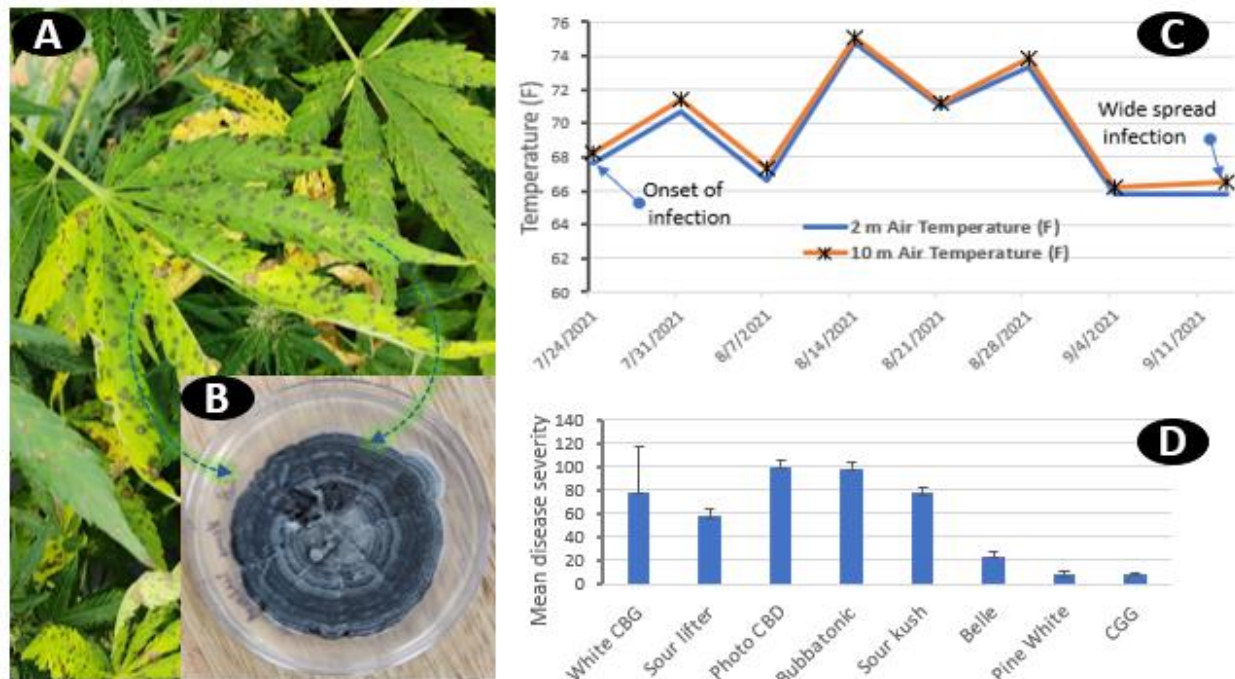 A
B
C
Temperature (F)
76
74
72
70
68
66
64
62
60
Onset of
infection
Wide spread
infection
2 m Air Temperature (F)
10 m Air Temperature (F)
7/24/2021
7/31/2021
8/7/2021
8/14/2021
8/21/2021
8/28/2021
9/4/2021
9/11/2021
D
Mean disease severity
140
120
100
80
60
40
20
0
White CBG
Sour lifter
Photo CBD
Bubbatonic
Sour kush
Belle
Pine White
CGG